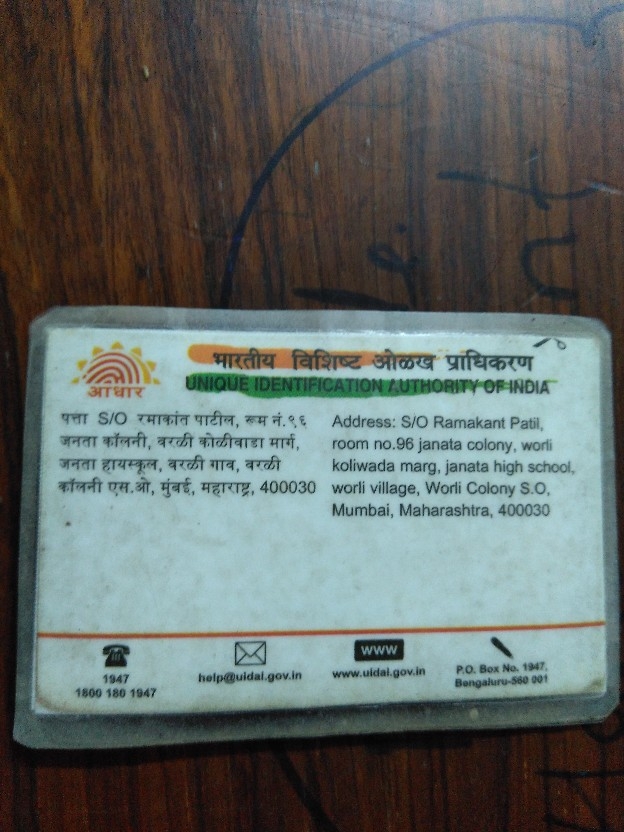 le.
nt
आधार
भारतीय विशिष्ट ओळख प्राधिकरण
UNIQUE IDENTIFICATION AUTHORITY OF INDIA
पत्ता S/O रमाकांत पाटील, रूम नं.९६
जनता कॉलनी, वरळी कोळीवाडा मार्ग,
जनता हायस्कूल, वरळी गाव, वरळी
कॉलनी एस.ओ, मुंबई, महाराष्ट्र, 400030
Address: S/O Ramakant Patil,
room no.96 janata colony, worli
koliwada marg, janata high school,
worli village, Worli Colony S.O,
Mumbai, Maharashtra, 400030
1947
1800 180 1947
help@uidai.gov.in
www
www.uidai.gov.in
P.O. Box No. 1947,
Bengaluru-560 001